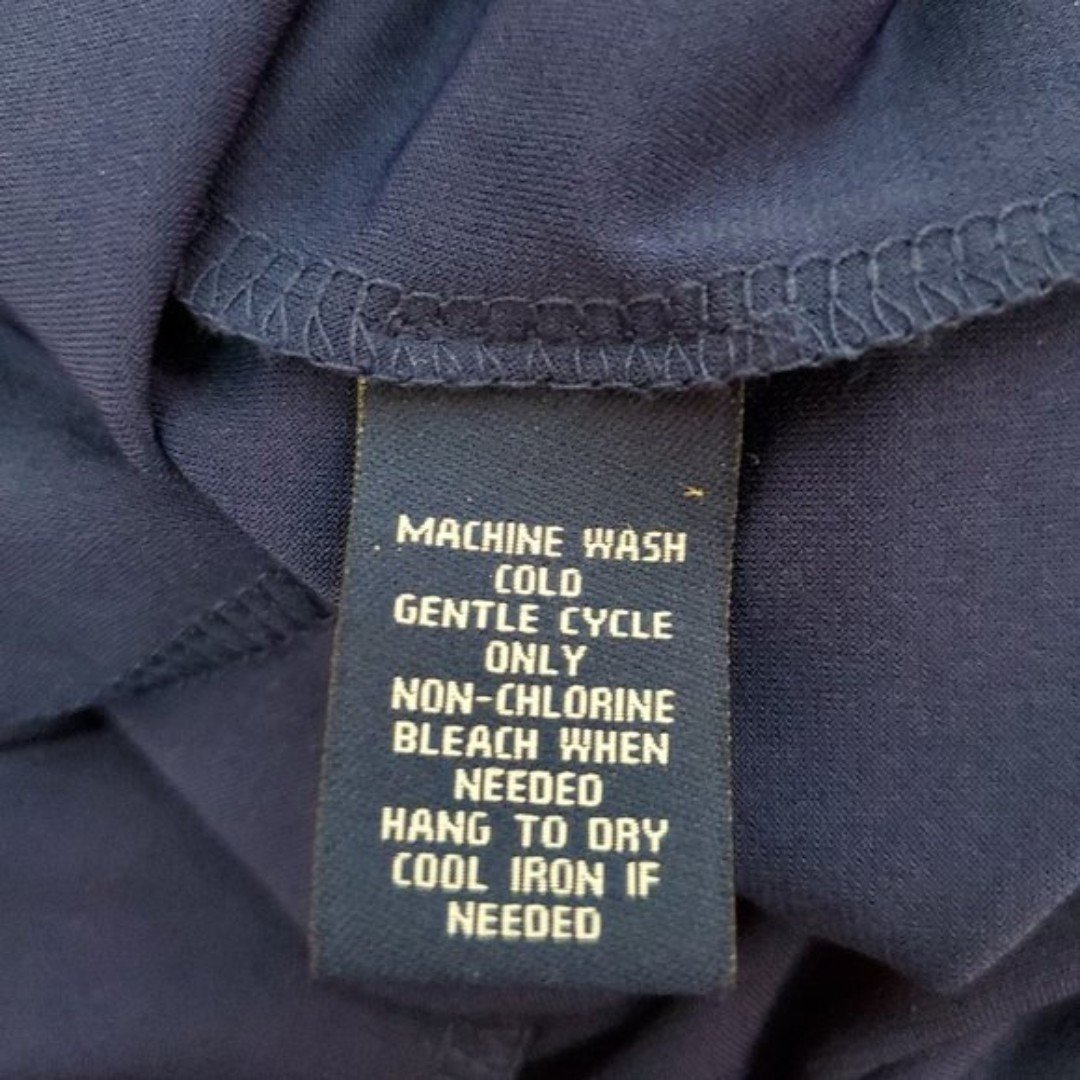 MACHINE WASH
COLD
GENTLE CYCLE
ONLY
NON-CHLORINE
BLEACH WHEN
NEEDED
HANG TO DRY
COOL IRON IF
NEEDED